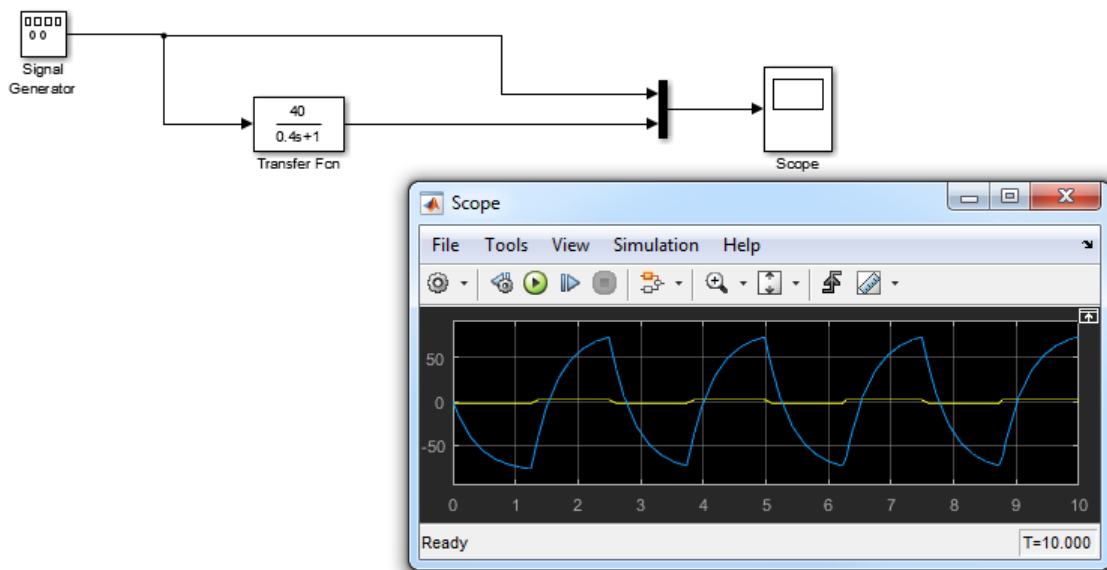 Signal
Generator
40
0.4s+1
Transfer Fcn
Scope
Scope
File Tools View Simulation Help
50
0
-50
0 1 2 3 4 5 6 7 8 9 10
Ready T=10.000